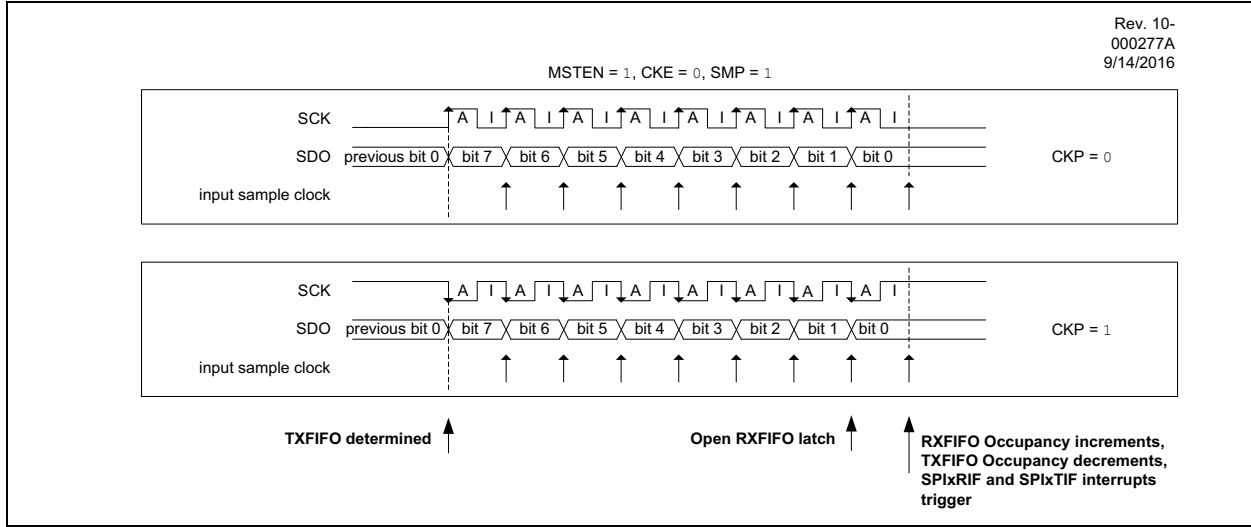 Rev. 10-
000277A
9/14/2016
MSTEN = 1, CKE = 0, SMP = 1
SCK A I A I A I A I A I A I A I A I
SDO previous bit 0 bit 7 bit 6 bit 5 bit 4 bit 3 bit 2 bit 1 bit 0 CKP = 0
input sample clock
SCK A I A I A I A I A I A I A I A I
SDO previous bit 0 bit 7 bit 6 bit 5 bit 4 bit 3 bit 2 bit 1 bit 0 CKP = 1
input sample clock
TXFIFO determined Open RXFIFO latch RXFIFO Occupancy increments,
TXFIFO Occupancy decrements,
SPIxRIF and SPIxTIF interrupts
trigger